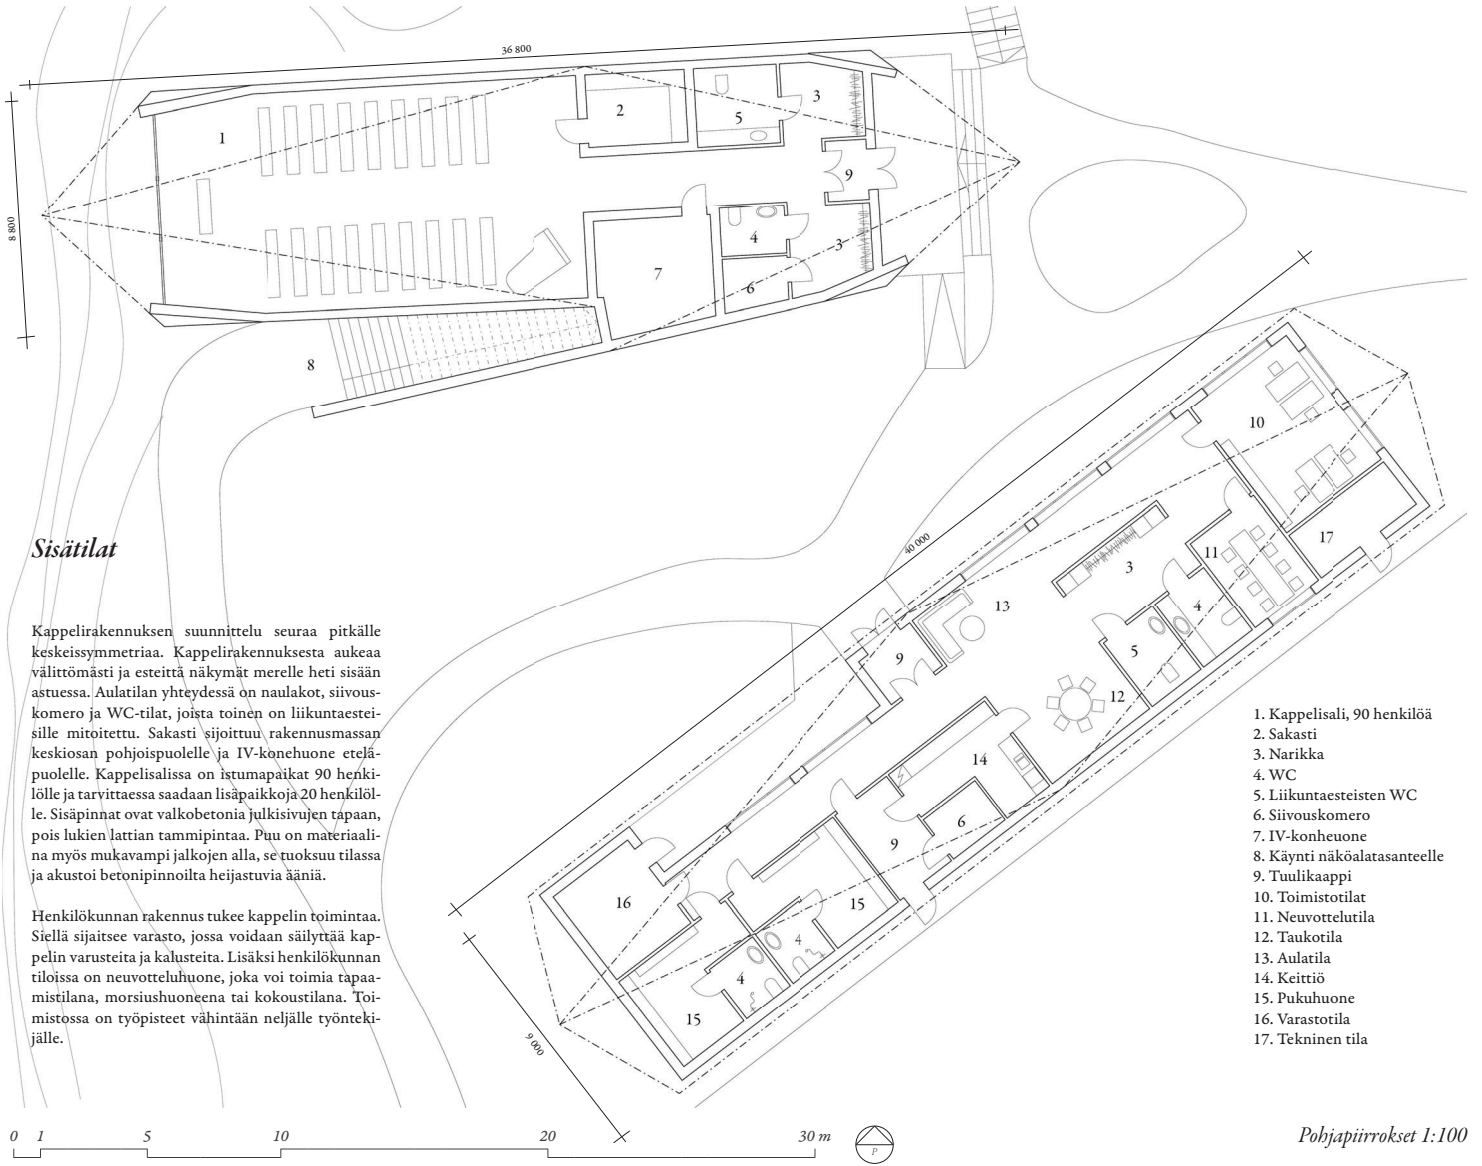 36 800
8 800
1
2
5
3
9
4
3
7
6
8
40 000
10
17
11
3
4
13
5
9
12
14
6
9
16
15
4
4
15
9 000
Sisätilat
Kappelirakennuksen suunnittelu seuraa pitkälle
keskeissymmetriaa. Kappelirakennuksesta aukeaa
välittömästi ja esteittä näkymät merelle heti sisään
astuessa. Aulatilan yhteydessä on naulakot, siivous-
komero ja WC-tilat, joista toinen on liikuntaestei-
sille mitoitettu. Sakasti sijoittuu rakennusmassan
keskiosan pohjoispuolelle ja IV-konehuone etelä-
puolelle. Kappelisalissa on istumapaikat 90 henki-
lölle ja tarvittaessa saadaan lisäpaikkoja 20 henkilöl-
le. Sisäpinnat ovat valkobetonia julkisivujen tapaan,
pois lukien lattian tammipintaa. Puu on materiaali-
na myös mukavampi jalkojen alla, se tuoksuu tilassa
ja akustoi betonipinnoilta heijastuvia ääniä.
Henkilökunnan rakennus tukee kappelin toimintaa.
Siellä sijaitsee varasto, jossa voidaan säilyttää kap-
pelin varusteita ja kalusteita. Lisäksi henkilökunnan
tiloissa on neuvotteluhuone, joka voi toimia tapaa-
mistilana, morsiushuoneena tai kokoustilana. Toi-
mistossa on työpisteet vähintään neljälle työnteki-
jälle.
1. Kappelisali, 90 henkilöä
2. Sakasti
3. Narikka
4. WC
5. Liikuntaesteisten WC
6. Siivouskomero
7. IV-konheuone
8. Käynti näköalatasanteelle
9. Tuulikaappi
10. Toimistotilat
11. Neuvottelutila
12. Taukotila
13. Aulatila
14. Keittiö
15. Pukuhuone
16. Varastotila
17. Tekninen tila
0 1 5 10 20 30 m
P
Pohjapiirrokset 1:100